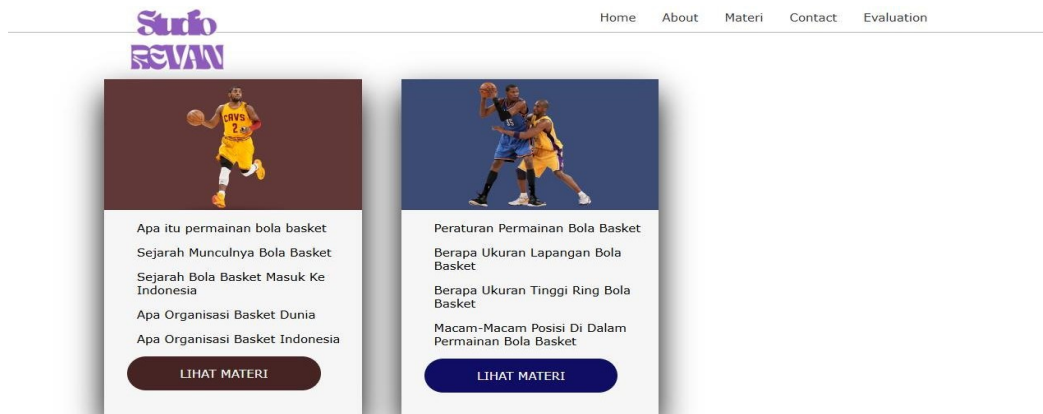 Studio
REVAN
Home About Materi Contact Evaluation
CAVS
2
35
Apa itu permainan bola basket
Sejarah Munculnya Bola Basket
Sejarah Bola Basket Masuk Ke
Indonesia
Apa Organisasi Basket Dunia
Apa Organisasi Basket Indonesia
LIHAT MATERI
Peraturan Permainan Bola Basket
Berapa Ukuran Lapangan Bola
Basket
Berapa Ukuran Tinggi Ring Bola
Basket
Macam-Macam Posisi Di Dalam
Permainan Bola Basket
LIHAT MATERI